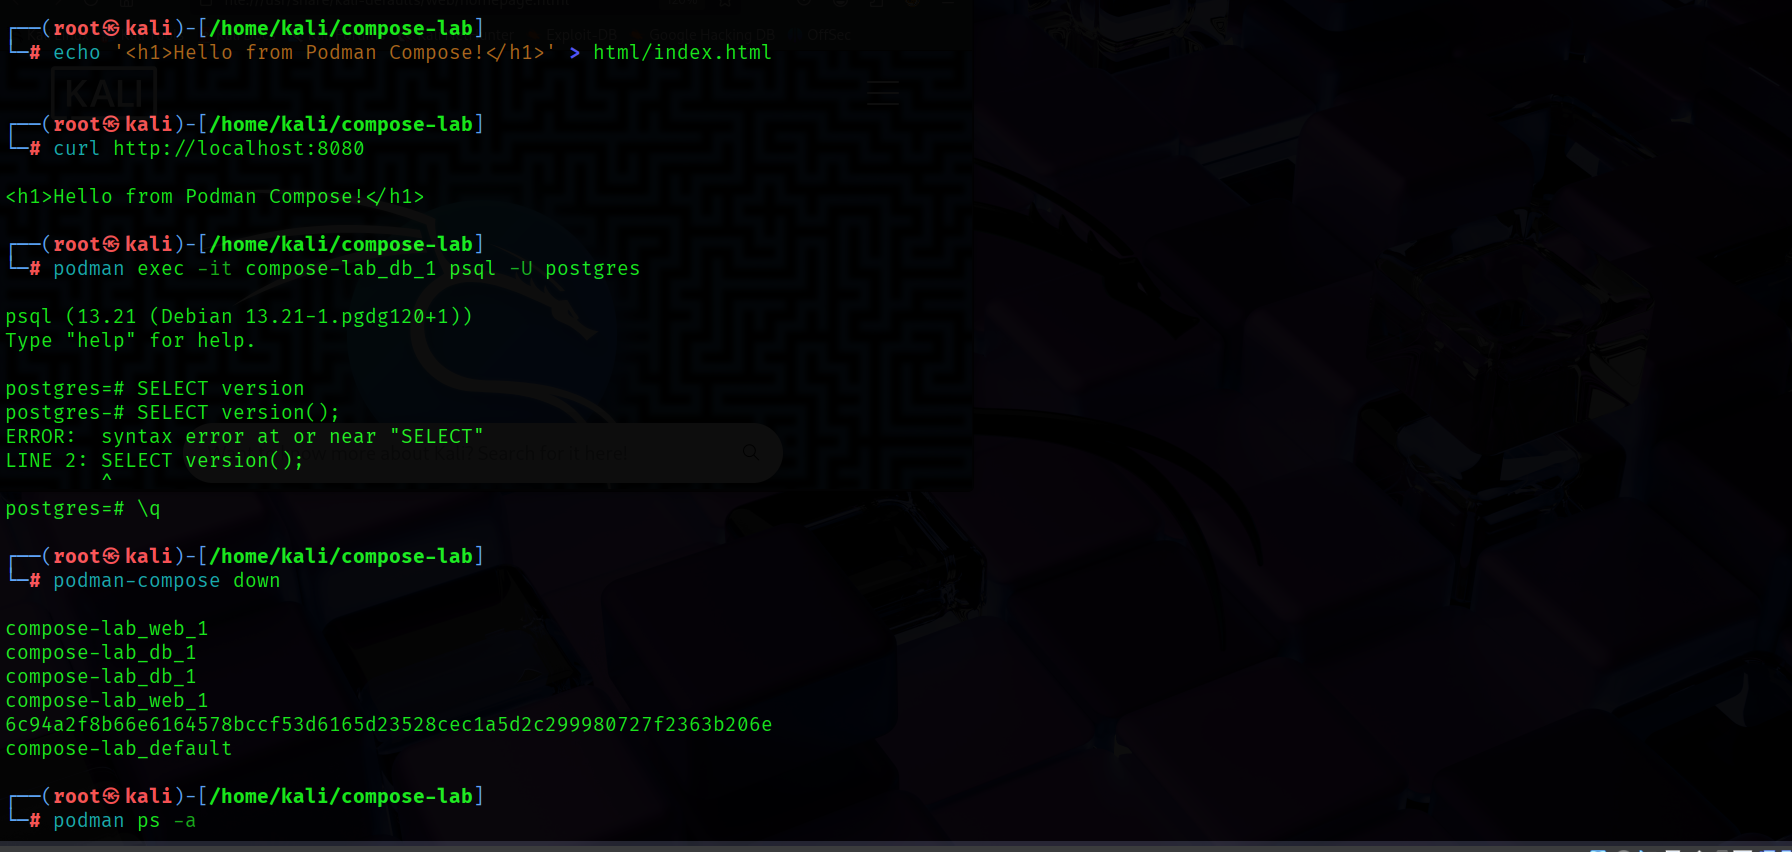 ┌──(root㉿kali)-[/home/kali/compose-lab]
└─# echo '<h1>Hello from Podman Compose!</h1>' > html/index.html
KALI
┌──(root㉿kali)-[/home/kali/compose-lab]
└─# curl http://localhost:8080
<h1>Hello from Podman Compose!</h1>
┌──(root㉿kali)-[/home/kali/compose-lab]
└─# podman exec -it compose-lab_db_1 psql -U postgres
psql (13.21 (Debian 13.21-1.pgdg120+1))
Type "help" for help.
postgres=# SELECT version
postgres-# SELECT version();
ERROR:  syntax error at or near "SELECT"
LINE 2: SELECT version();
        ^
postgres=# \q
┌──(root㉿kali)-[/home/kali/compose-lab]
└─# podman-compose down
compose-lab_web_1
compose-lab_db_1
compose-lab_db_1
compose-lab_web_1
6c94a2f8b66e6164578bccf53d6165d23528cec1a5d2c299980727f2363b206e
compose-lab_default
┌──(root㉿kali)-[/home/kali/compose-lab]
└─# podman ps -a